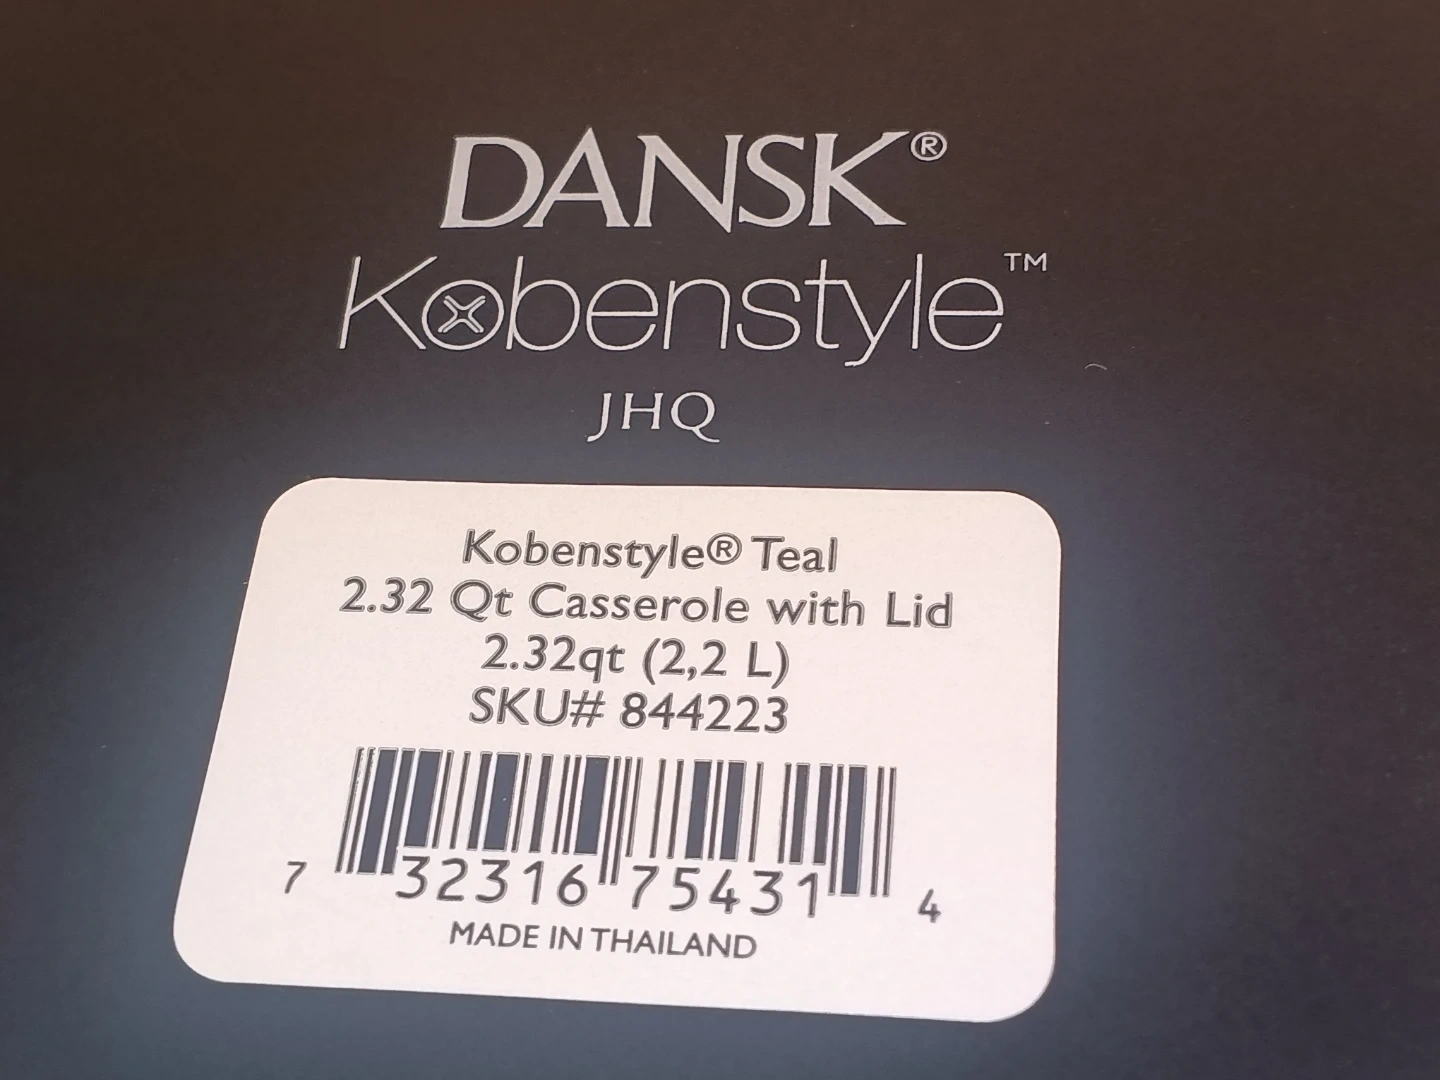 DANSK®
Kobenstyle™
JHQ
Kobenstyle® Teal
2.32 Qt Casserole with Lid
2.32qt (2,2 L)
SKU# 844223
7 32316 75431 4
MADE IN THAILAND